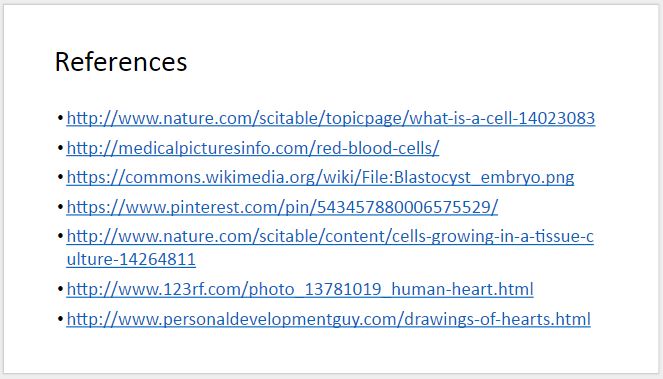 References
•http://www.nature.com/scitable/topicpage/what-is-a-cell-14023083
•http://medicalpicturesinfo.com/red-blood-cells/
•https://commons.wikimedia.org/wiki/File:Blastocyst_embryo.png
•https://www.pinterest.com/pin/543457880006575529/
•http://www.nature.com/scitable/content/cells-growing-in-a-tissue-c
ulture-14264811
•http://www.123rf.com/photo_13781019_human-heart.html
•http://www.personaldevelopmentguy.com/drawings-of-hearts.html